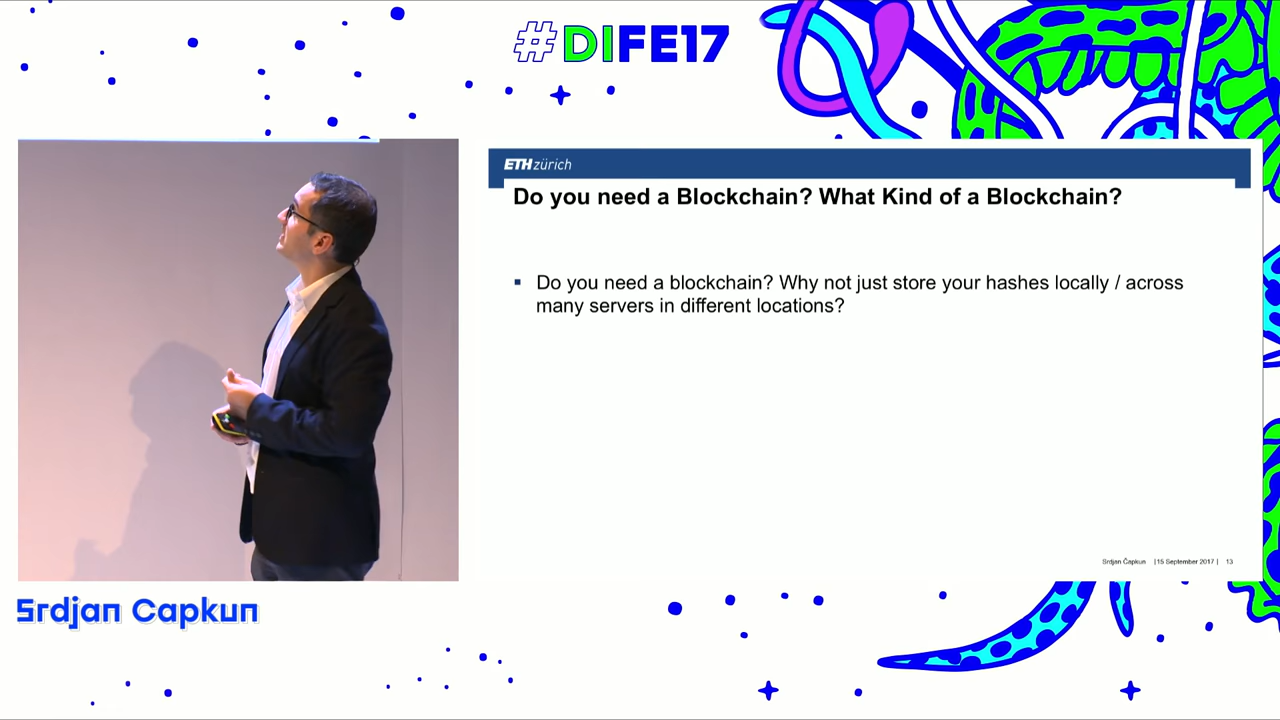 #DIFE17
ETH zürich
Do you need a Blockchain? What Kind of a Blockchain?
▪ Do you need a blockchain? Why not just store your hashes locally / across
many servers in different locations?
Srdjan Čapkun | 15 September 2017 | 13
Srdjan Capkun